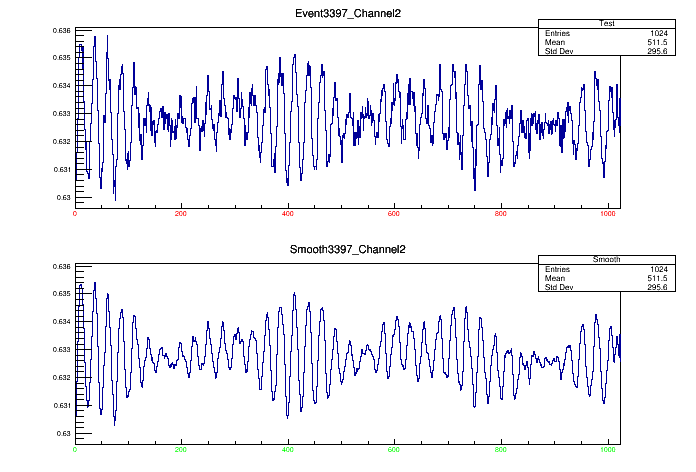 Event3397_Channel2
Test
Entries 1024
Mean 511.5
Std Dev 295.6
0.636
0.635
0.634
0.633
0.632
0.631
0.63
0 200 400 600 800 1000
Smooth3397_Channel2
Smooth
Entries 1024
Mean 511.5
Std Dev 295.6
0.636
0.635
0.634
0.633
0.632
0.631
0.63
0 200 400 600 800 1000